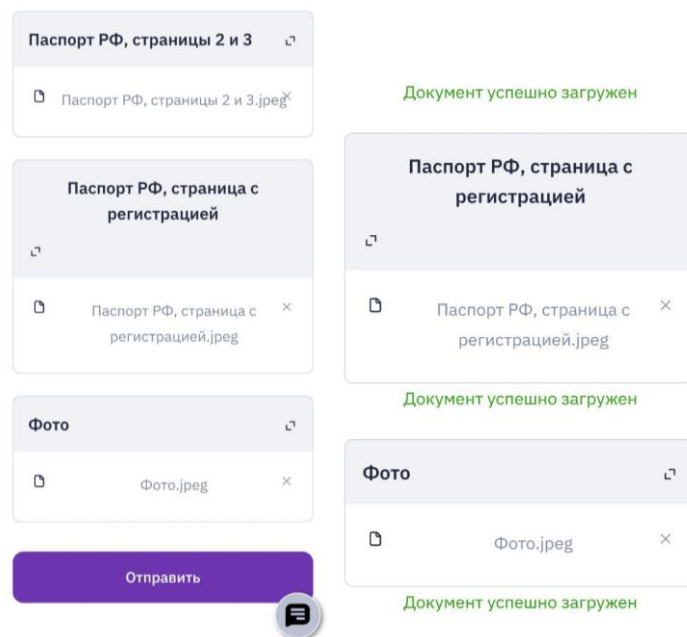 Паспорт РФ, страницы 2 и 3
Паспорт РФ, страницы 2 и 3.jpeg
Паспорт РФ, страница с
регистрацией
Паспорт РФ, страница с
регистрацией.jpeg
Фото
Фото.jpeg
Отправить
Документ успешно загружен
Паспорт РФ, страница с
регистрацией
Паспорт РФ, страница с
регистрацией.jpeg
Документ успешно загружен
Фото
Фото.jpeg
Документ успешно загружен